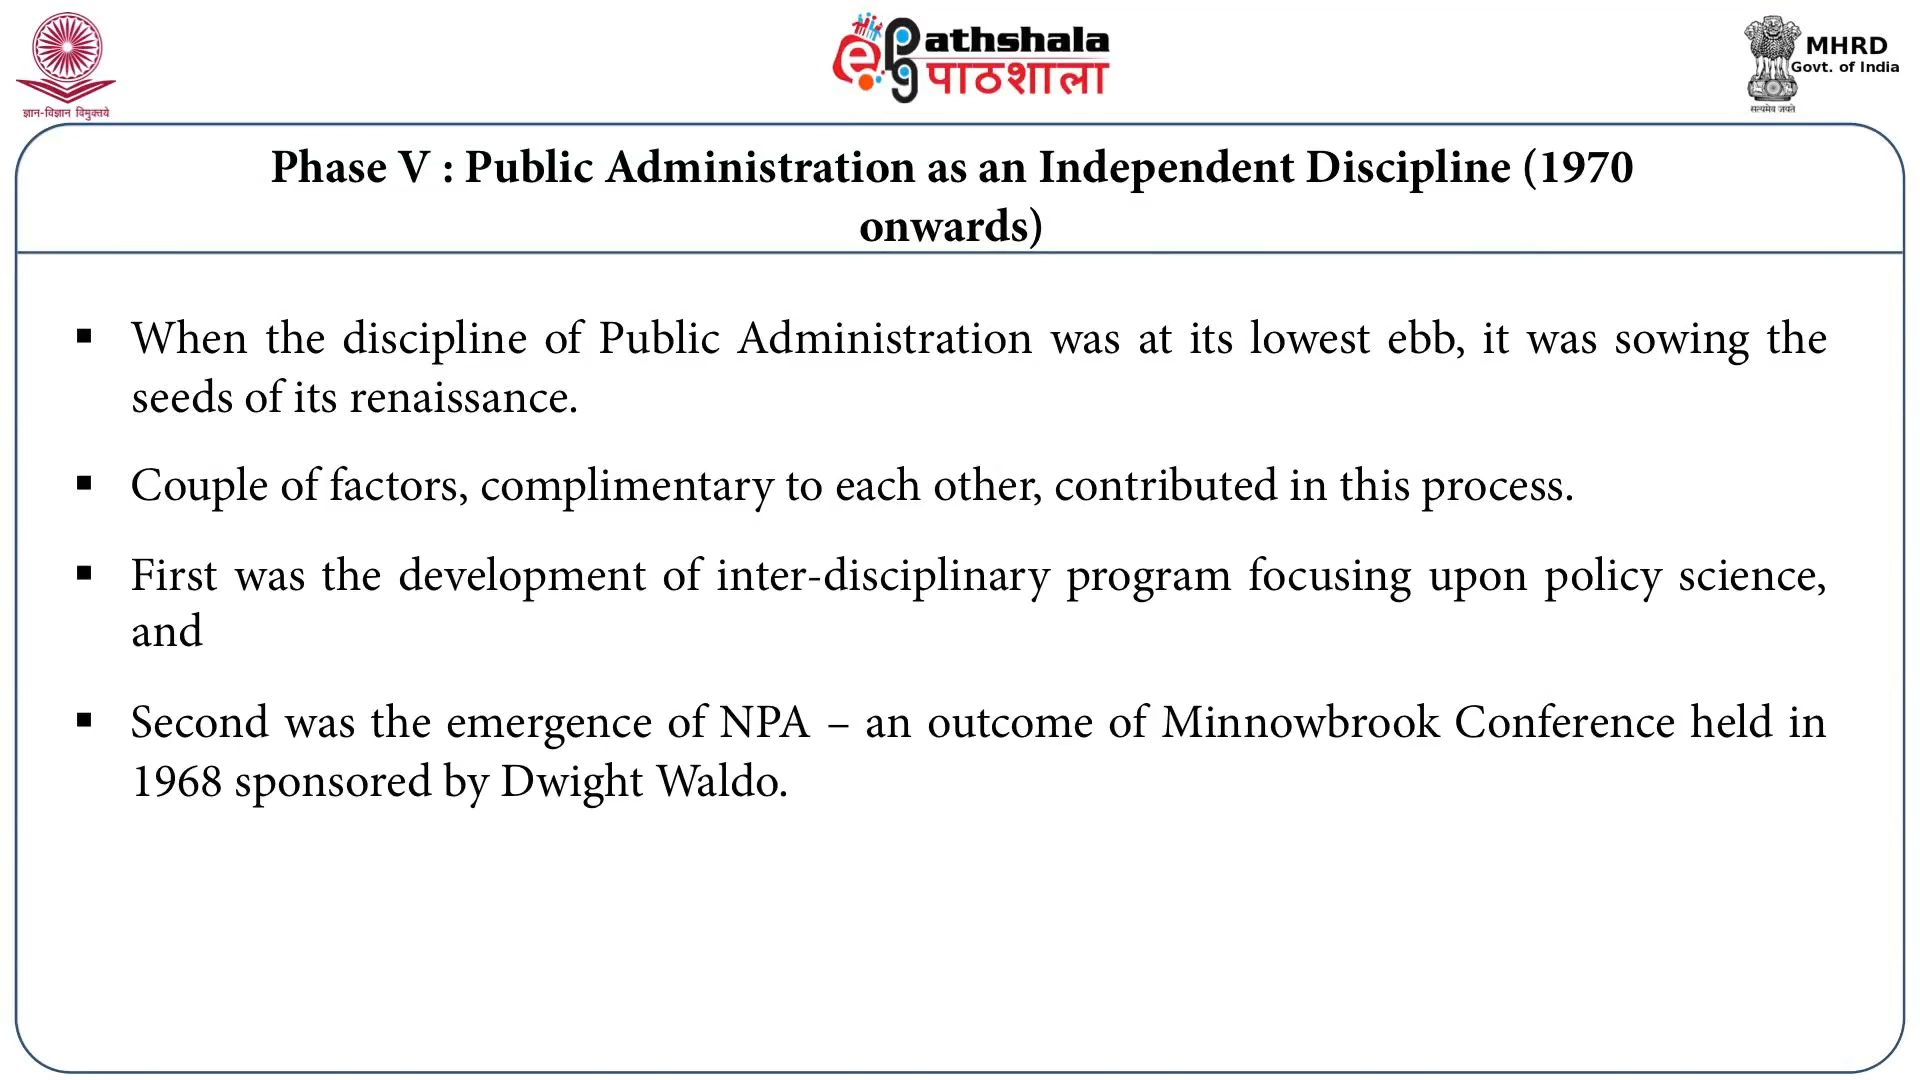 ज्ञान-विज्ञान विमुक्तये
e Pathshala
pg पाठशाला
MHRD
Govt. of India
सत्यमेव जयते
Phase V : Public Administration as an Independent Discipline (1970
onwards)
▪ When the discipline of Public Administration was at its lowest ebb, it was sowing the
seeds of its renaissance.
▪ Couple of factors, complimentary to each other, contributed in this process.
▪ First was the development of inter-disciplinary program focusing upon policy science,
and
▪ Second was the emergence of NPA – an outcome of Minnowbrook Conference held in
1968 sponsored by Dwight Waldo.